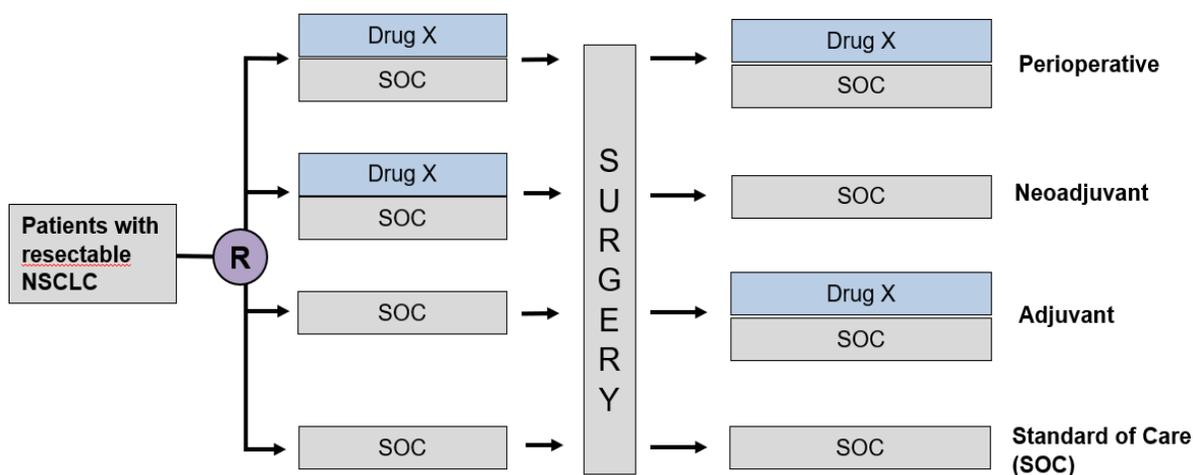 Drug X
SOC
Drug X
SOC
Perioperative
Drug X
SOC
SOC
Neoadjuvant
Patients with
resectable
NSCLC
R
SURGERY
SOC
Drug X
SOC
Adjuvant
SOC
SOC
Standard of Care
(SOC)